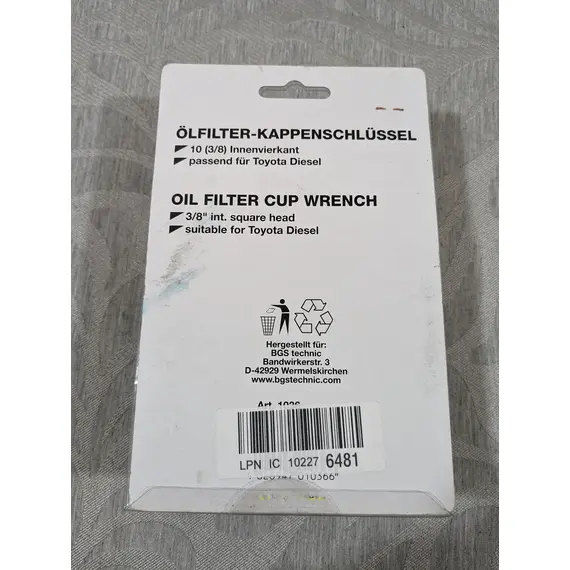 ÖLFILTER-KAPPENSCHLÜSSEL
10 (3/8) Innenvierkant
passend für Toyota Diesel
OIL FILTER CUP WRENCH
3/8" int. square head
suitable for Toyota Diesel
Hergestellt für:
BGS technic
Bandwirkerstr. 3
D-42929 Wermelskirchen
www.bgstechnic.com
Art. 1036
LPN IC 10227 6481